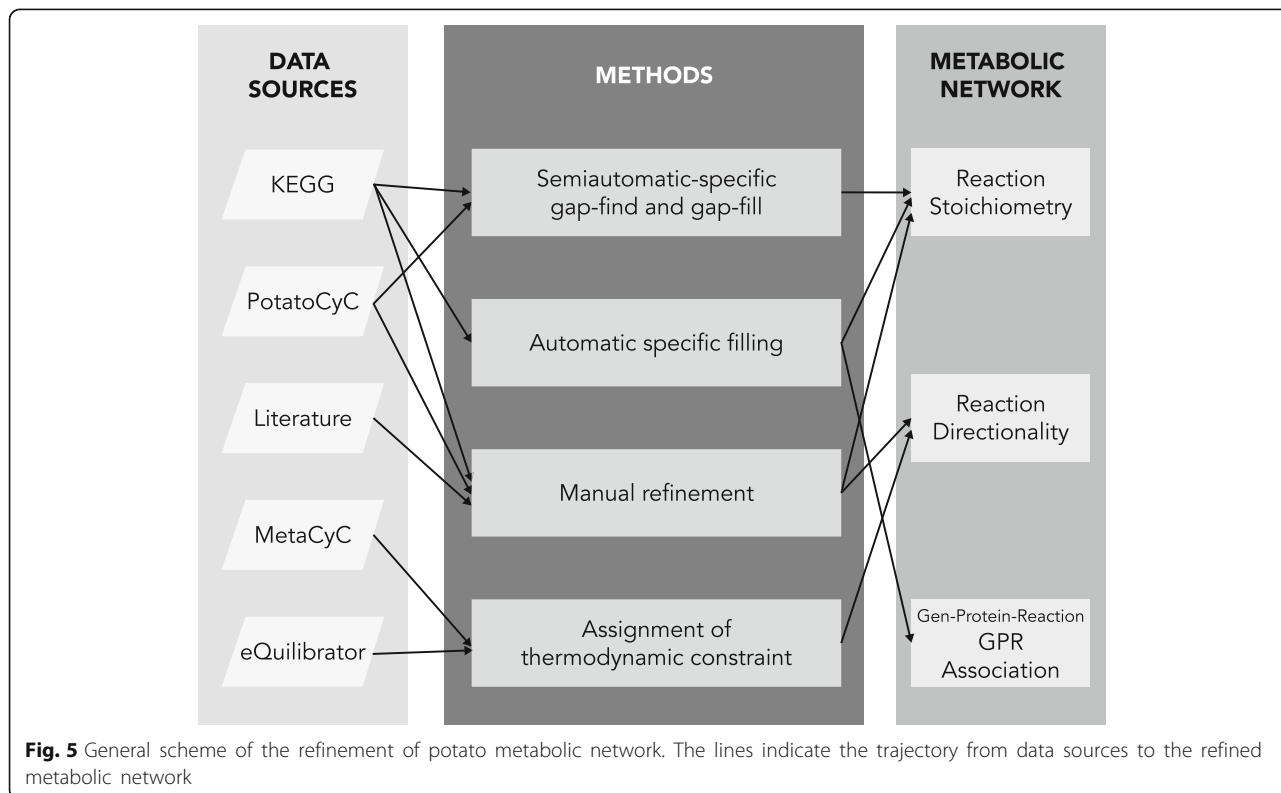 DATA
SOURCES
KEGG
PotatoCyC
Literature
MetaCyC
eQuilibrator
METHODS
Semiautomatic-specific
gap-find and gap-fill
Automatic specific filling
Manual refinement
Assignment of
thermodynamic constraint
METABOLIC
NETWORK
Reaction
Stoichiometry
Reaction
Directionality
Gen-Protein-Reaction
GPR
Association
Fig. 5 General scheme of the refinement of potato metabolic network. The lines indicate the trajectory from data sources to the refined
metabolic network